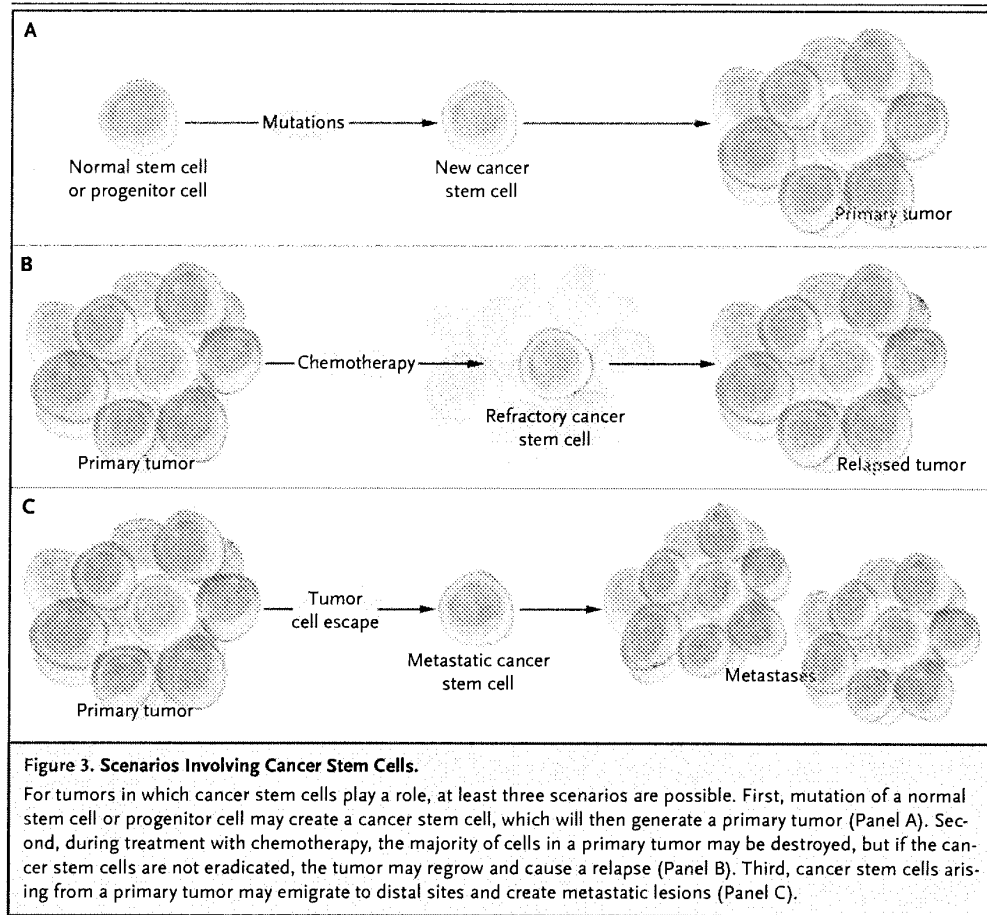 A
Mutations
Normal stem cell
or progenitor cell
New cancer
stem cell
Primary tumor
B
Chemotherapy
Refractory cancer
stem cell
Primary tumor
Relapsed tumor
C
Tumor
cell escape
Metastatic cancer
stem cell
Metastases
Primary tumor
Figure 3. Scenarios Involving Cancer Stem Cells.
For tumors in which cancer stem cells play a role, at least three scenarios are possible. First, mutation of a normal
stem cell or progenitor cell may create a cancer stem cell, which will then generate a primary tumor (Panel A). Sec-
ond, during treatment with chemotherapy, the majority of cells in a primary tumor may be destroyed, but if the can-
cer stem cells are not eradicated, the tumor may regrow and cause a relapse (Panel B). Third, cancer stem cells aris-
ing from a primary tumor may emigrate to distal sites and create metastatic lesions (Panel C).